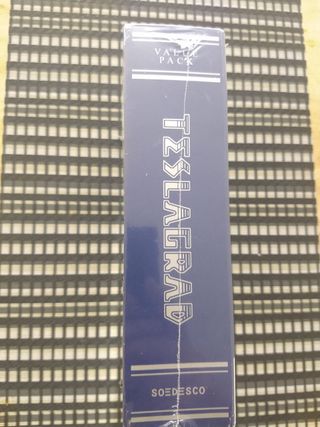 VALUE
PACK
TESLAGRAD
SOEDESCO